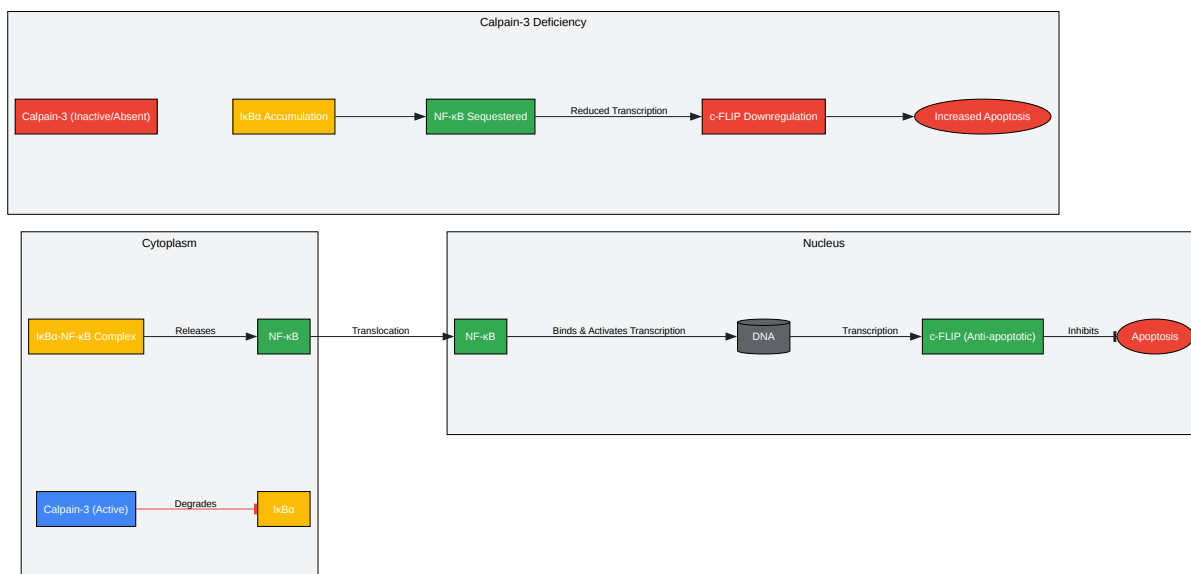 Calpain-3 Deficiency
Calpain-3 (Inactive/Absent)
IκBα Accumulation
NF-κB Sequestered
Reduced Transcription
c-FLIP Downregulation
Increased Apoptosis
Cytoplasm
Nucleus
IκBα-NF-κB Complex
Releases
NF-κB
Translocation
NF-κB
Binds & Activates Transcription
DNA
Transcription
c-FLIP (Anti-apoptotic)
Inhibits
Apoptosis
Calpain-3 (Active)
Degrades
IκBα